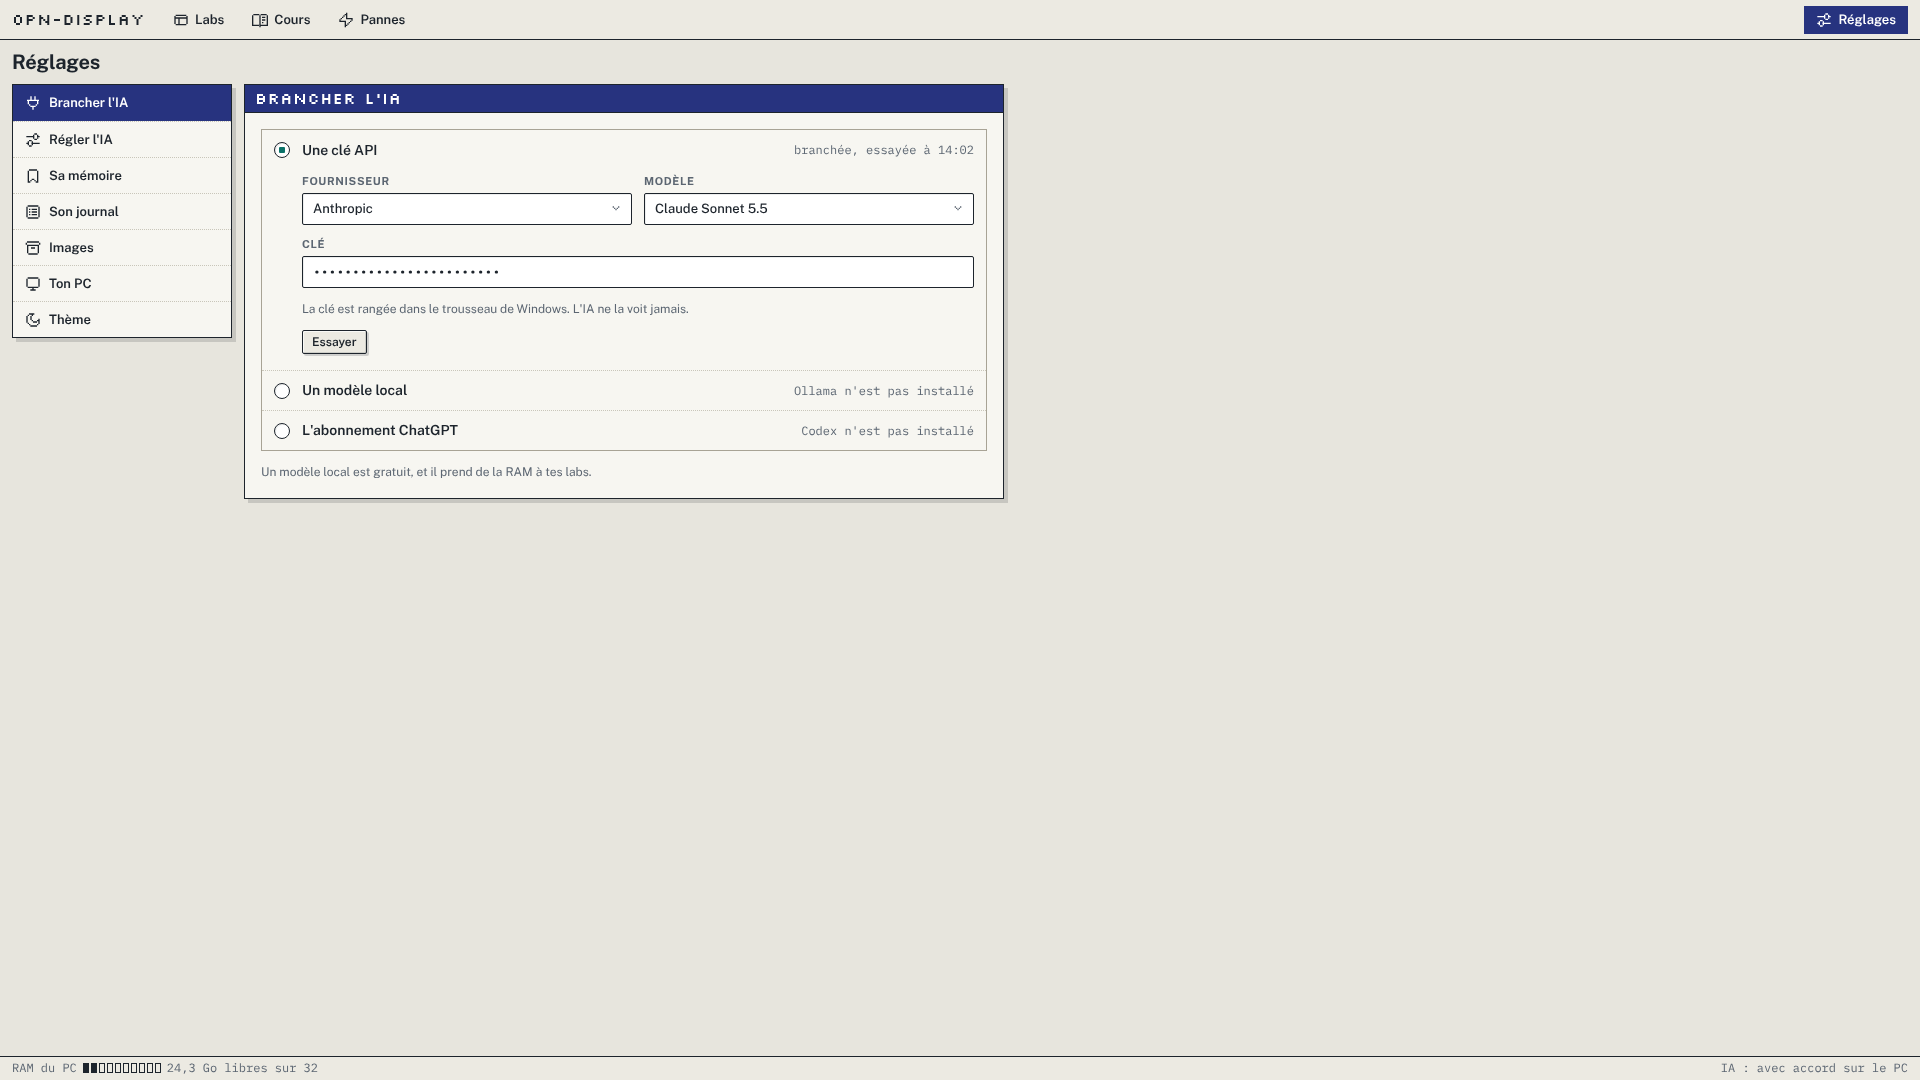 OPN-DISPLAY Labs Cours Pannes Réglages
Réglages
Brancher l'IA
Régler l'IA
Sa mémoire
Son journal
Images
Ton PC
Thème
BRANCHER L'IA
Une clé API branchée, essayée à 14:02
FOURNISSEUR MODÈLE
Anthropic Claude Sonnet 5.5
CLÉ
••••••••••••••••••••••••
La clé est rangée dans le trousseau de Windows. L'IA ne la voit jamais.
Essayer
Un modèle local Ollama n'est pas installé
L'abonnement ChatGPT Codex n'est pas installé
Un modèle local est gratuit, et il prend de la RAM à tes labs.
RAM du PC 24,3 Go libres sur 32 IA : avec accord sur le PC